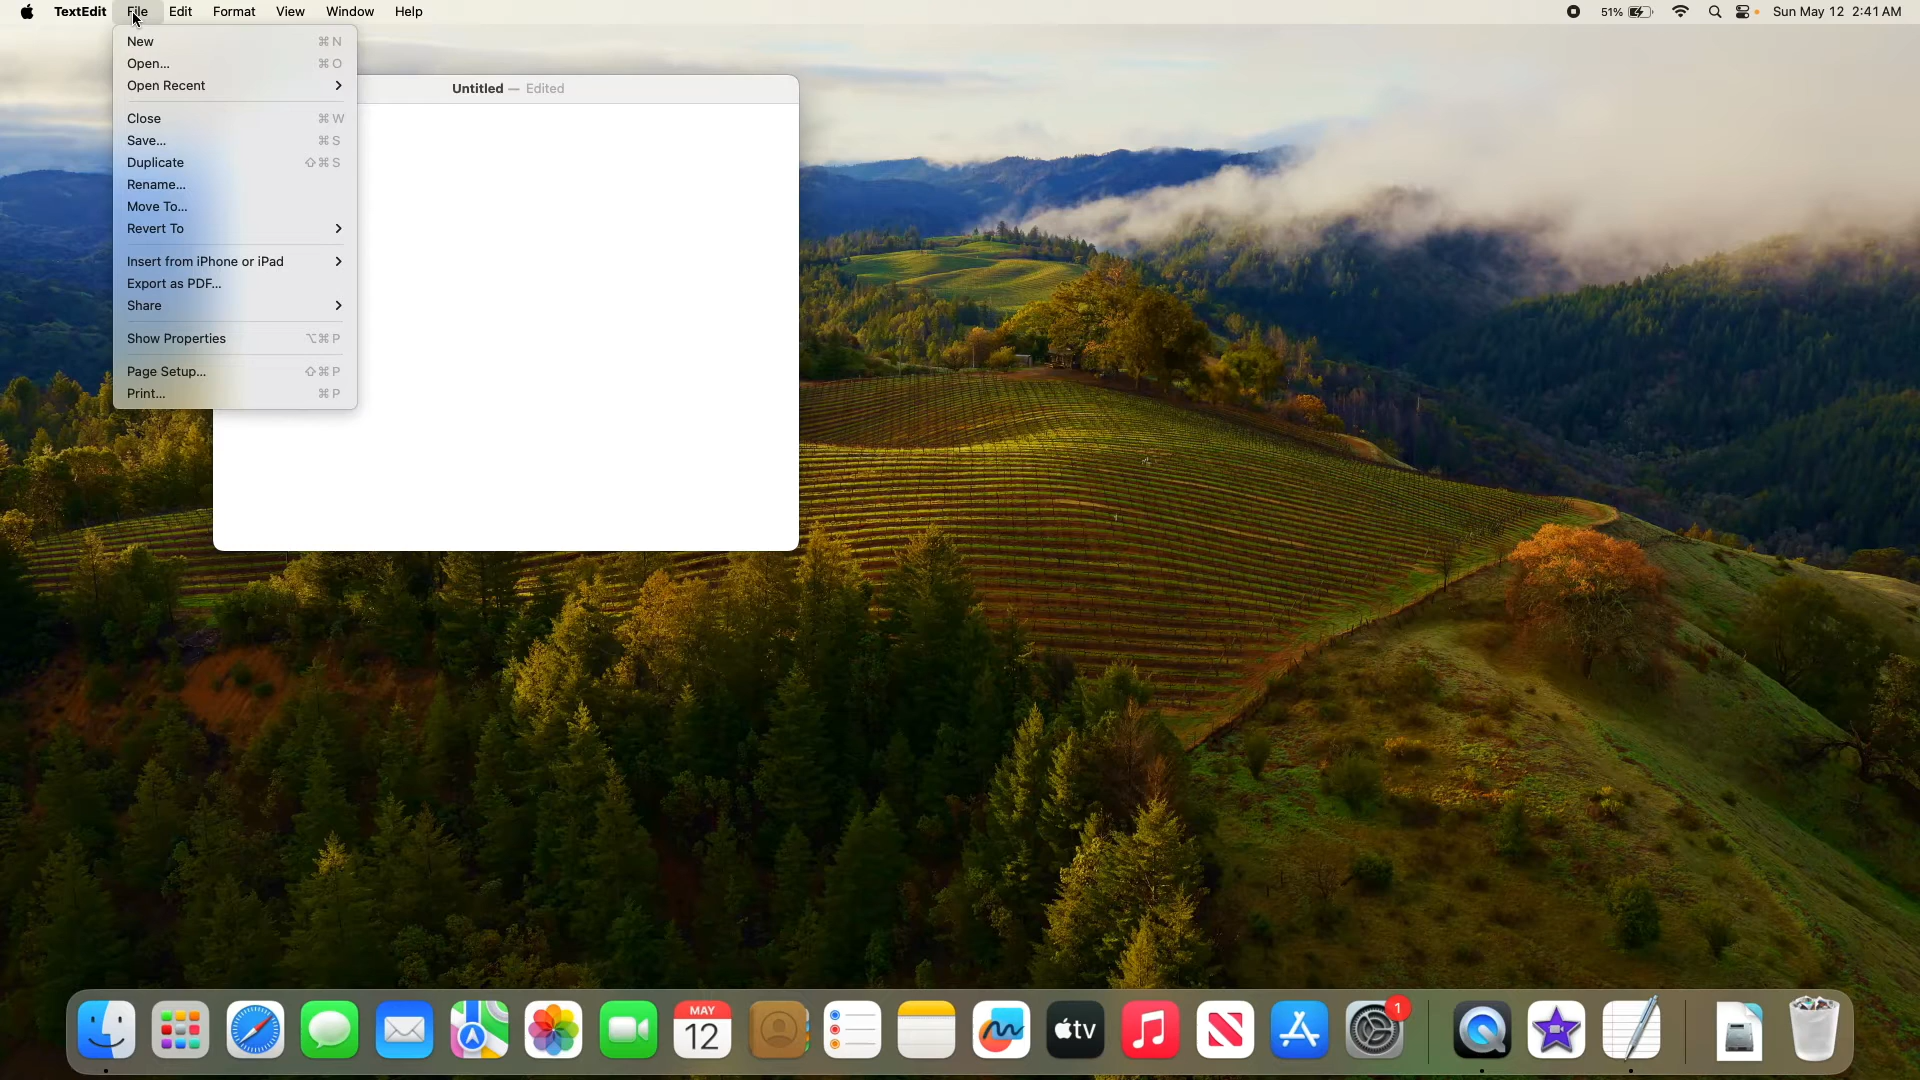 TextEdit File Edit Format View Window Help 51% Sun May 12 2:41 AM
New ⌘ N
Open... ⌘ O
Open Recent
Untitled — Edited
Close ⌘ W
Save... ⌘ S
Duplicate ⇧ ⌘ S
Rename...
Move To...
Revert To
Insert from iPhone or iPad
Export as PDF...
Share
Show Properties ⌥ ⌘ P
Page Setup... ⇧ ⌘ P
Print... ⌘ P
MAY
12
tv
1